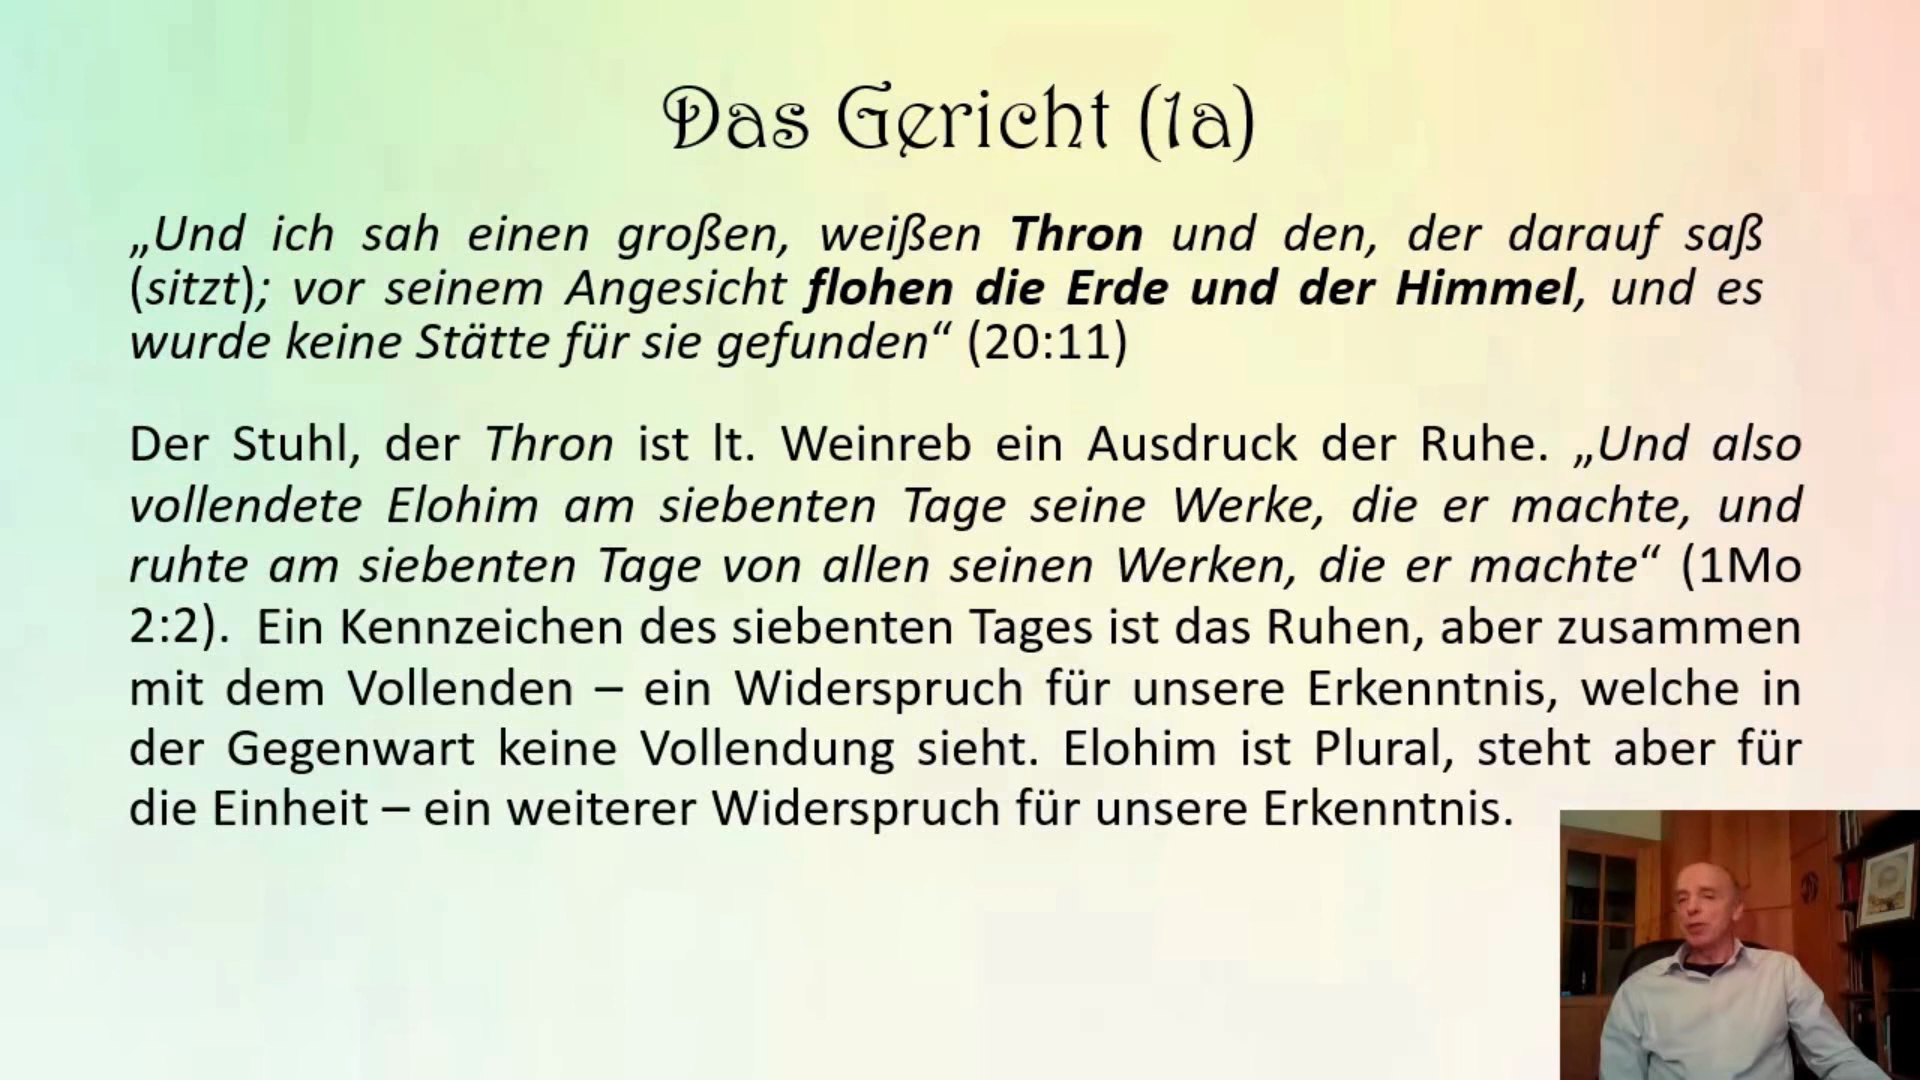 Das Gericht (1a)
„Und ich sah einen großen, weißen Thron und den, der darauf saß
(sitzt); vor seinem Angesicht flohen die Erde und der Himmel, und es
wurde keine Stätte für sie gefunden“ (20:11)
Der Stuhl, der Thron ist lt. Weinreb ein Ausdruck der Ruhe. „Und also
vollendete Elohim am siebenten Tage seine Werke, die er machte, und
ruhte am siebenten Tage von allen seinen Werken, die er machte“ (1Mo
2:2). Ein Kennzeichen des siebenten Tages ist das Ruhen, aber zusammen
mit dem Vollenden – ein Widerspruch für unsere Erkenntnis, welche in
der Gegenwart keine Vollendung sieht. Elohim ist Plural, steht aber für
die Einheit – ein weiterer Widerspruch für unsere Erkenntnis.